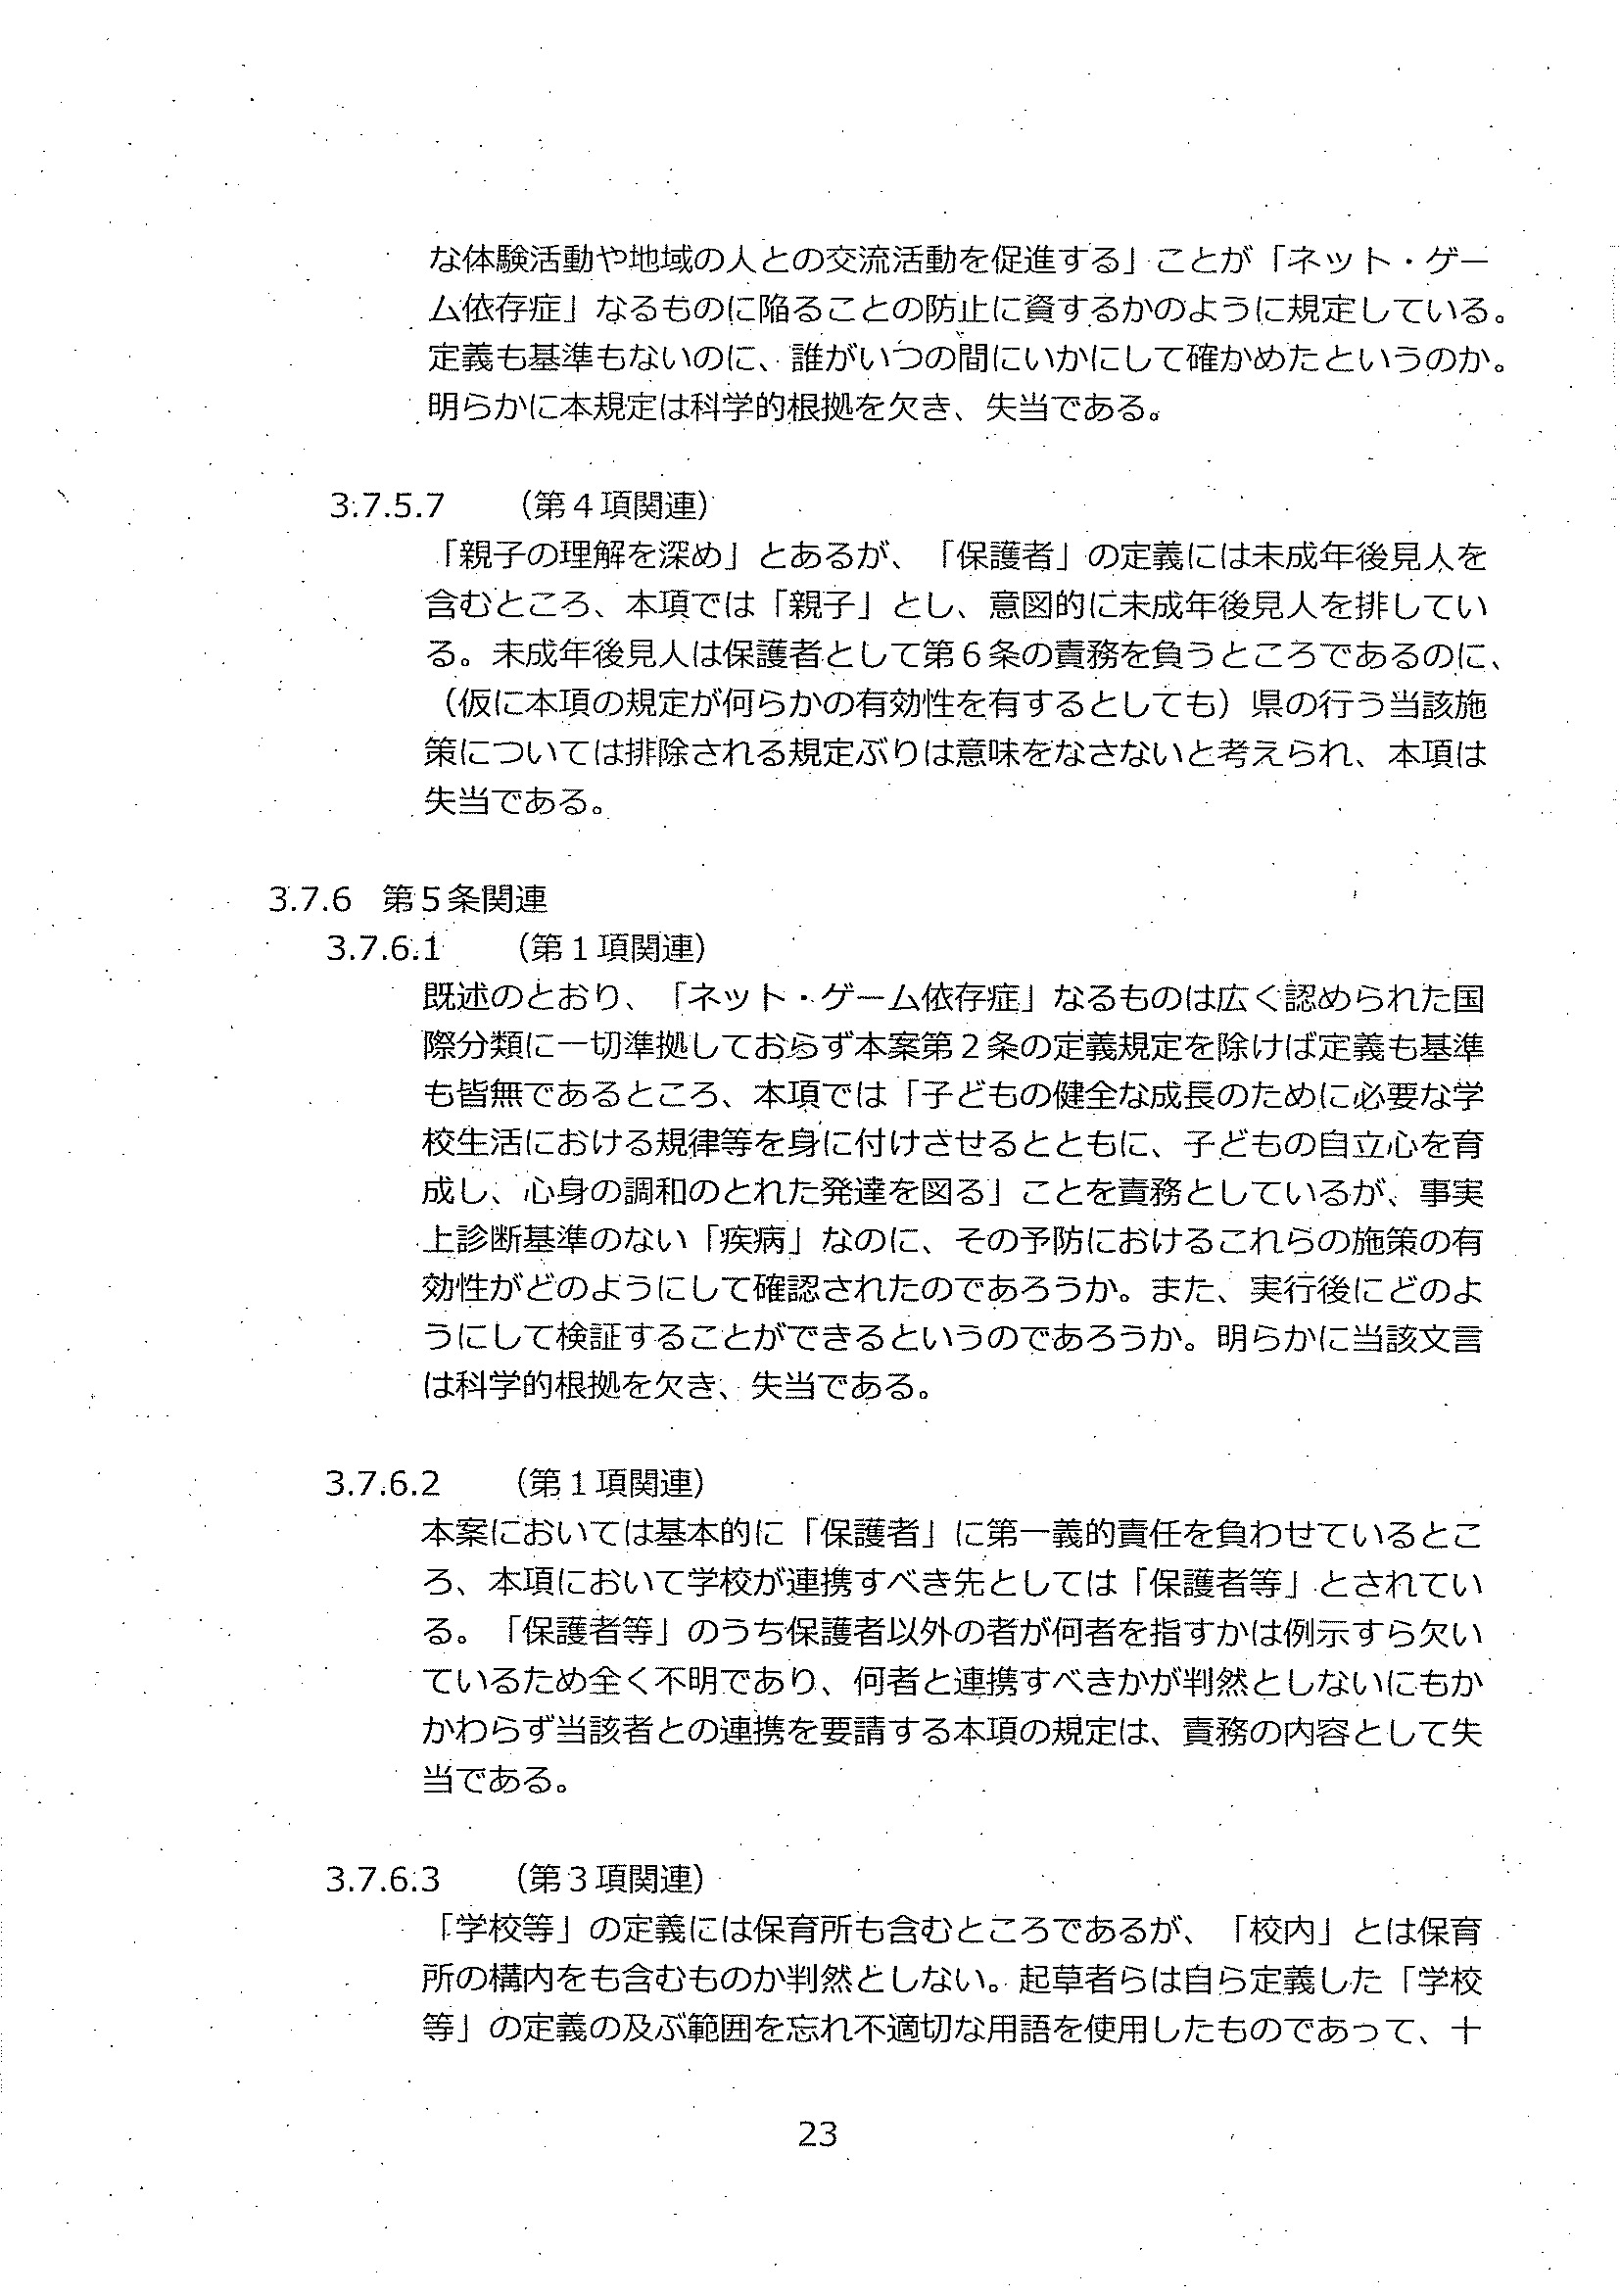 な体験活動や地域の人との交流活動を促進する」ことが「ネット・ゲー
ム依存症」なるものに陥ることの防止に資するかのように規定している。
定義も基準もないのに、誰がいつの間にいかにして確かめたというのか。
明らかに本規定は科学的根拠を欠き、失当である。
3.7.5.7 （第４項関連）
「親子の理解を深め」とあるが、「保護者」の定義には未成年後見人を
含むところ、本項では「親子」とし、意図的に未成年後見人を排してい
る。未成年後見人は保護者として第６条の責務を負うところであるのに、
（仮に本項の規定が何らかの有効性を有するとしても）県の行う当該施
策については排除される規定ぶりは意味をなさないと考えられ、本項は
失当である。
3.7.6 第５条関連
3.7.6.1 （第１項関連）
既述のとおり、「ネット・ゲーム依存症」なるものは広く認められた国
際分類に一切準拠しておらず本案第２条の定義規定を除けば定義も基準
も皆無であるところ、本項では「子どもの健全な成長のために必要な学
校生活における規律等を身に付けさせるとともに、子どもの自立心を育
成し、心身の調和のとれた発達を図る」ことを責務としているが、事実
上診断基準のない「疾病」なのに、その予防におけるこれらの施策の有
効性がどのようにして確認されたのであろうか。また、実行後にどのよ
うにして検証することができるというのであろうか。明らかに当該文言
は科学的根拠を欠き、失当である。
3.7.6.2 （第１項関連）
本案においては基本的に「保護者」に第一義的責任を負わせているとこ
ろ、本項において学校が連携すべき先としては「保護者等」とされてい
る。「保護者等」のうち保護者以外の者が何者を指すかは例示すら欠い
ているため全く不明であり、何者と連携すべきかが判然としないにもか
かわらず当該者との連携を要請する本項の規定は、責務の内容として失
当である。
3.7.6.3 （第３項関連）
「学校等」の定義には保育所も含むところであるが、「校内」とは保育
所の構内をも含むものか判然としない。起草者らは自ら定義した「学校
等」の定義の及ぶ範囲を忘れ不適切な用語を使用したものであって、十
23